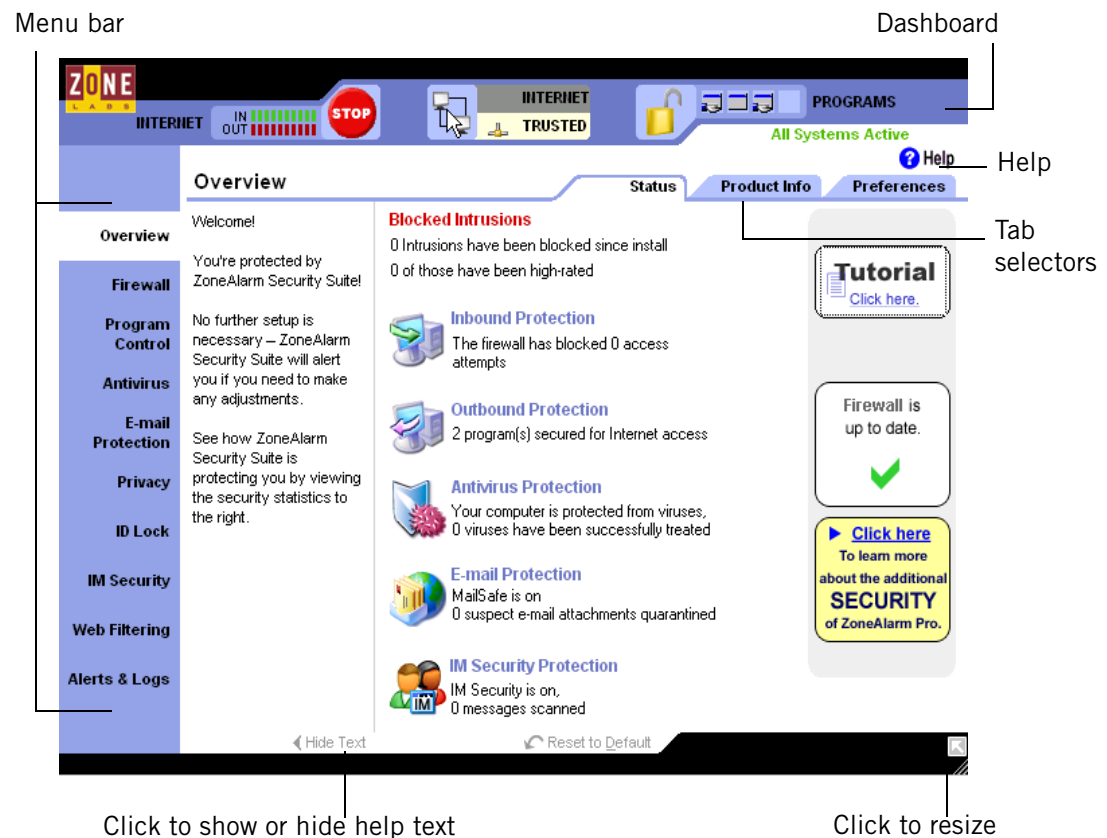 Menu bar
Dashboard
ZONE
LABS
INTERNET
IN
OUT
STOP
INTERNET
TRUSTED
PROGRAMS
All Systems Active
? Help
Help
Overview
Status
Product Info
Preferences
Tab
selectors
Overview
Firewall
Program
Control
Antivirus
E-mail
Protection
Privacy
ID Lock
IM Security
Web Filtering
Alerts & Logs
Welcome!
You're protected by
ZoneAlarm Security Suite!
No further setup is
necessary – ZoneAlarm
Security Suite will alert
you if you need to make
any adjustments.
See how ZoneAlarm
Security Suite is
protecting you by viewing
the security statistics to
the right.
Blocked Intrusions
0 Intrusions have been blocked since install
0 of those have been high-rated
Inbound Protection
The firewall has blocked 0 access
attempts
Outbound Protection
2 program(s) secured for Internet access
Antivirus Protection
Your computer is protected from viruses,
0 viruses have been successfully treated
E-mail Protection
MailSafe is on
0 suspect e-mail attachments quarantined
IM Security Protection
IM
IM Security is on,
0 messages scanned
Tutorial
Click here.
Firewall is
up to date.
Click here
To learn more
about the additional
SECURITY
of ZoneAlarm Pro.
Hide Text
Reset to Default
Click to show or hide help text
Click to resize